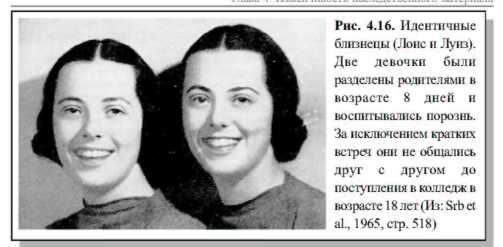 Рис. 4.16. Идентичные
близнецы (Лоис и Луиз).
Две девочки были
разделены родителями в
возрасте 8 дней и
воспитывались порознь.
За исключением кратких
встреч они не общались
друг с другом до
поступления в колледж в
возрасте 18 лет (Из: Srb et
al., 1965, стр. 518)